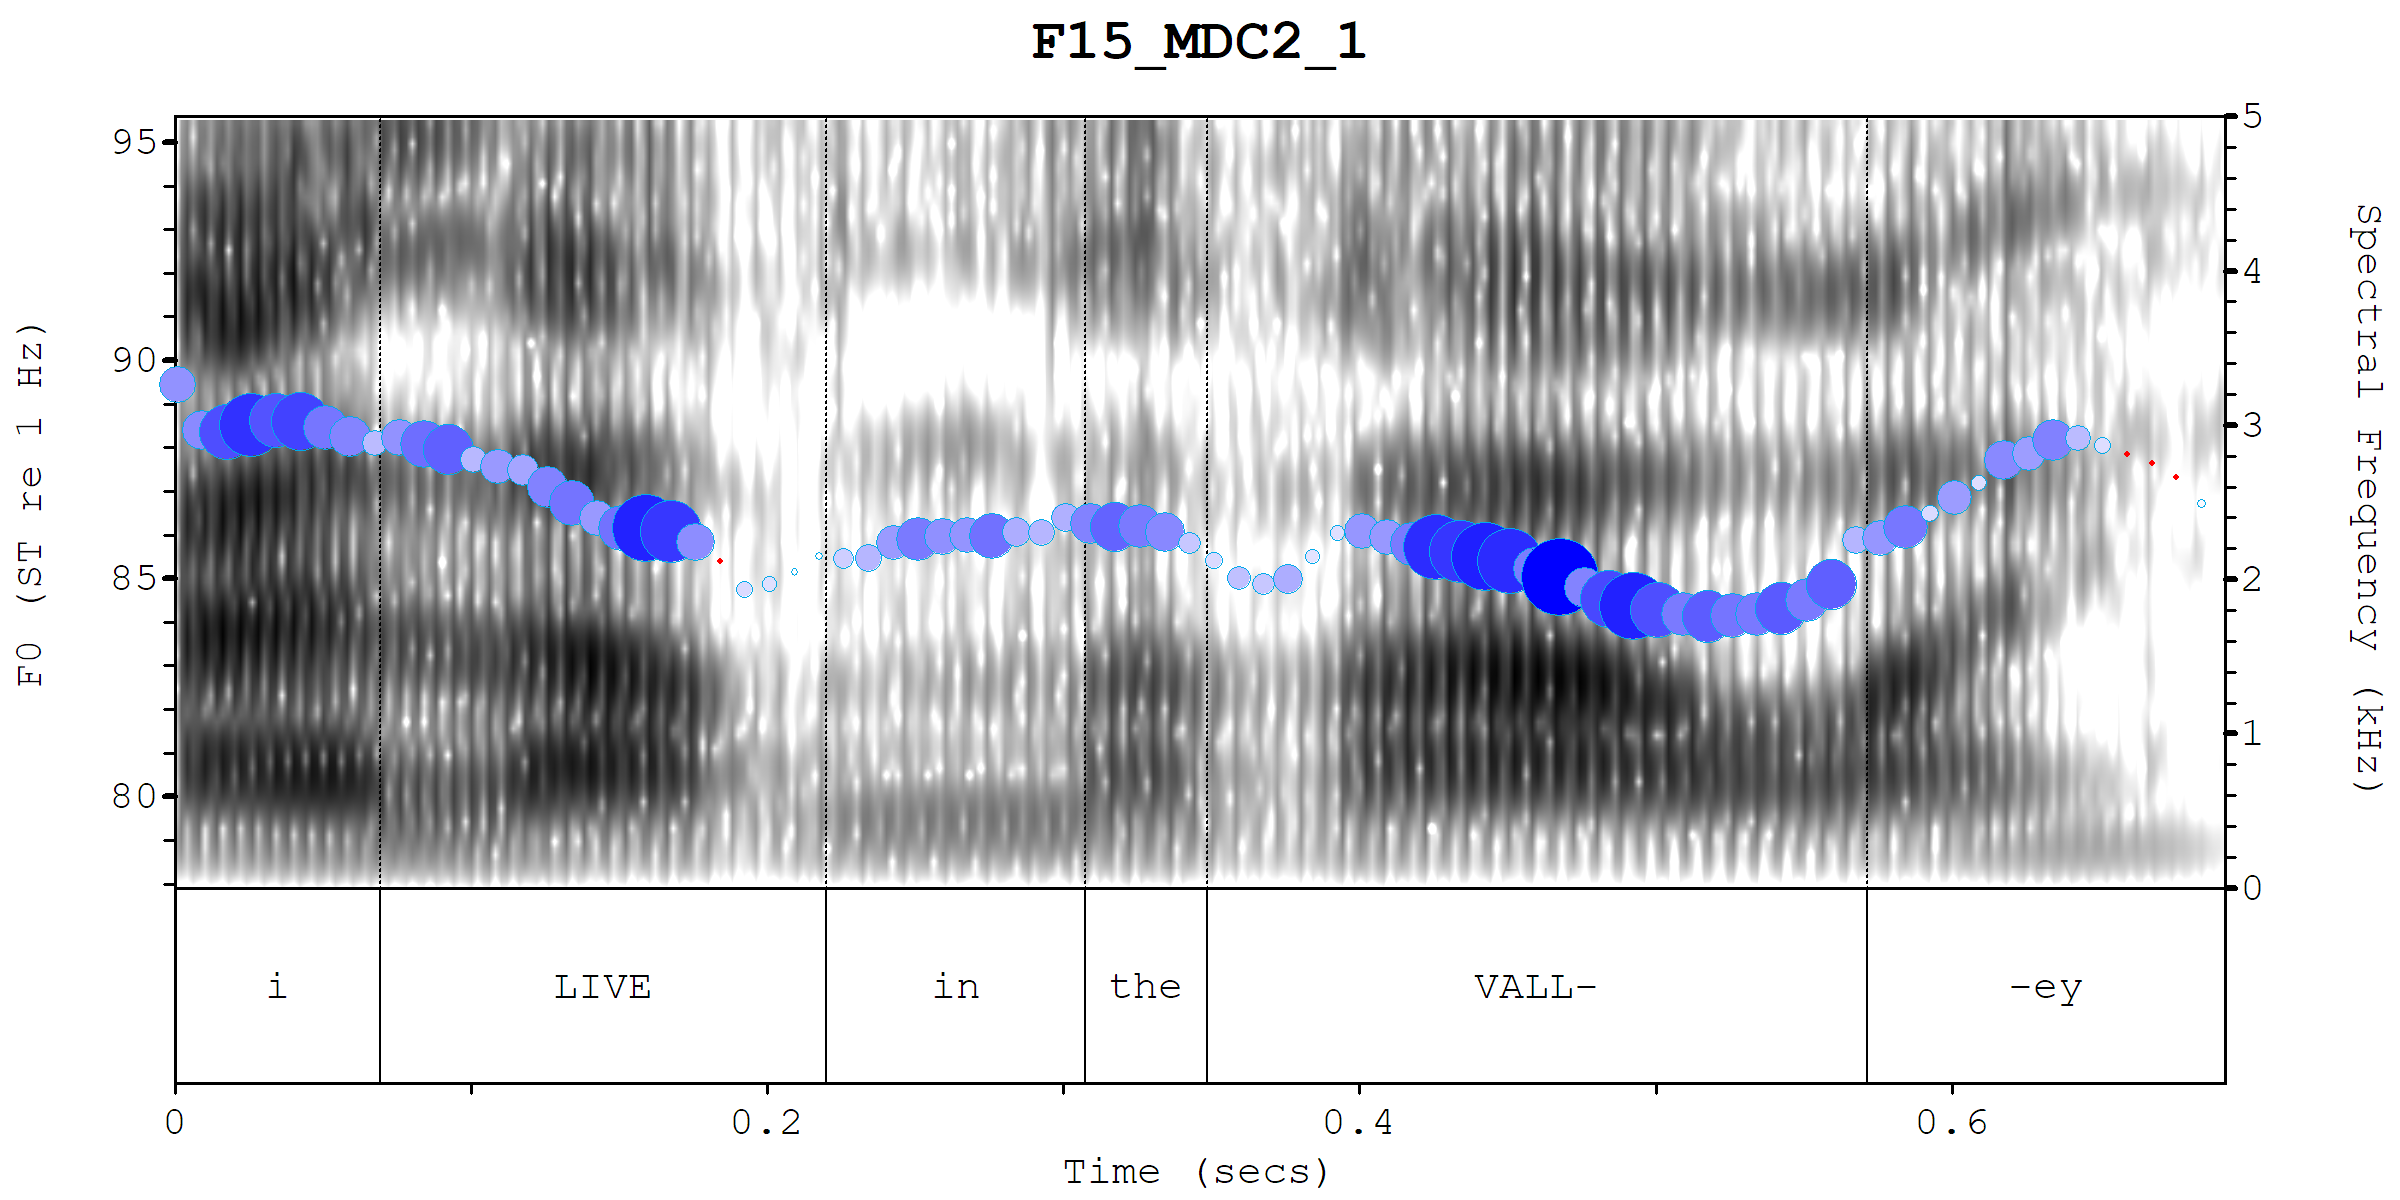 F15_MDC2_1
F0 (ST re 1 Hz)
95
90
85
80
5
4
3
2
1
0
Spectral Frequency (kHz)
i LIVE in the VALL- -ey
0 0.2 0.4 0.6
Time (secs)